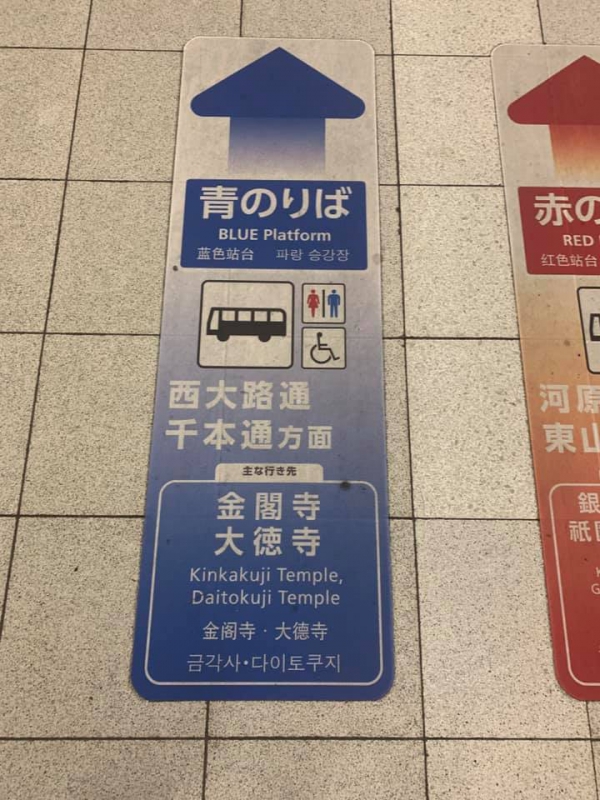 青のりば
BLUE Platform
蓝色站台 파랑 승강장
西大路通
千本通方面
主な行き先
金閣寺
大徳寺
Kinkakuji Temple,
Daitokuji Temple
金阁寺·大德寺
금각사•다이토쿠지
赤の
RED
红色站台
河原
東山
銀
祇